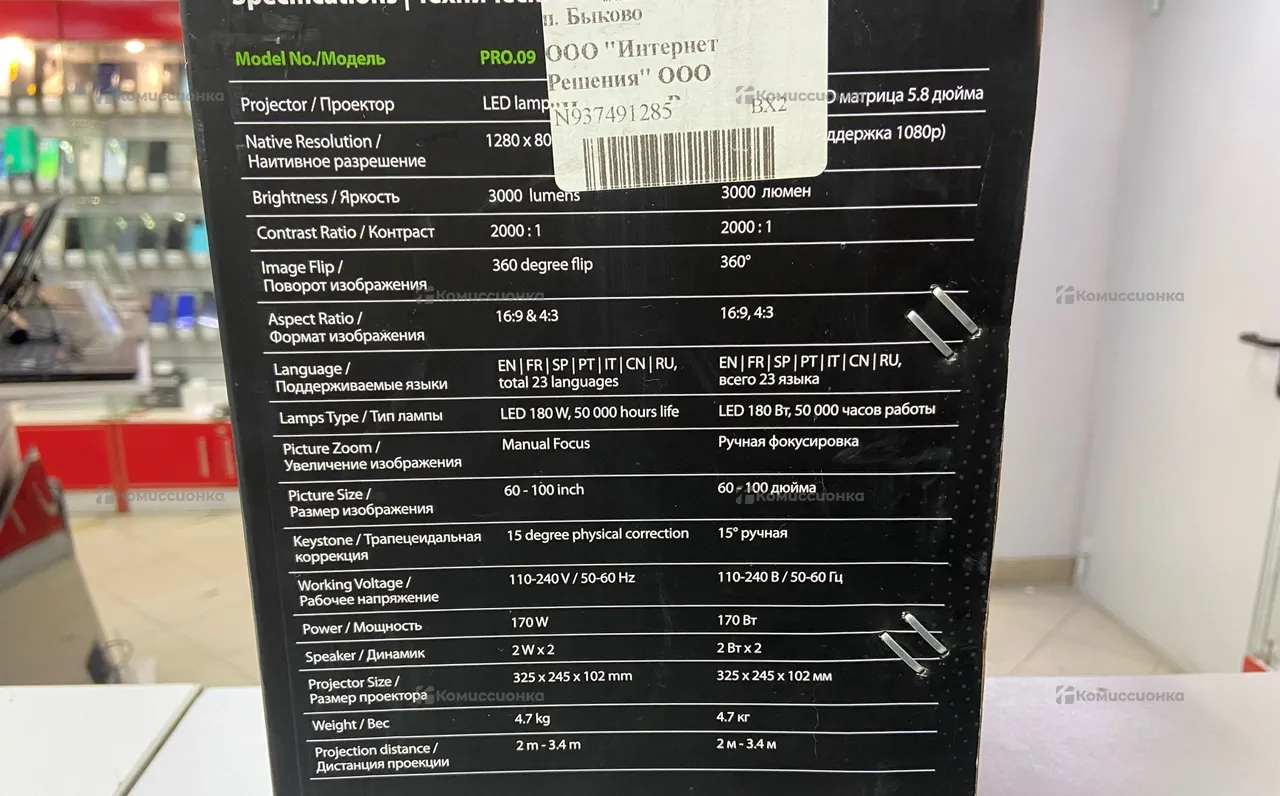 Specifications | Технические
п. Быково
ООО "Интернет
Решения" ООО
N937491285 BX2
Model No./Модель PRO.09
Projector / Проектор LED lamp матрица 5.8 дюйма
Native Resolution / 1280 x 80 ддержка 1080p)
Наитивное разрешение
Brightness / Яркость 3000 lumens 3000 люмен
Contrast Ratio / Контраст 2000 : 1 2000 : 1
Image Flip / 360 degree flip 360°
Поворот изображения
Aspect Ratio / 16:9 & 4:3 16:9, 4:3
Формат изображения
Language / EN | FR | SP | PT | IT | CN | RU, EN | FR | SP | PT | IT | CN | RU,
Поддерживаемые языки total 23 languages всего 23 языка
Lamps Type / Тип лампы LED 180 W, 50 000 hours life LED 180 Вт, 50 000 часов работы
Picture Zoom / Manual Focus Ручная фокусировка
Увеличение изображения
Picture Size / 60 - 100 inch 60 - 100 дюйма
Размер изображения
Keystone / Трапецеидальная 15 degree physical correction 15° ручная
коррекция
Working Voltage / 110-240 V / 50-60 Hz 110-240 В / 50-60 Гц
Рабочее напряжение
Power / Мощность 170 W 170 Вт
Speaker / Динамик 2 W x 2 2 Вт x 2
Projector Size / 325 x 245 x 102 mm 325 x 245 x 102 мм
Размер проектора
Weight / Вес 4.7 kg 4.7 кг
Projection distance / 2 m - 3.4 m 2 м - 3.4 м
Дистанция проекции
Комиссионка
Комиссионка
Комиссионка
Комиссионка
Комиссионка
Комиссионка
Комиссионка
Комиссионка